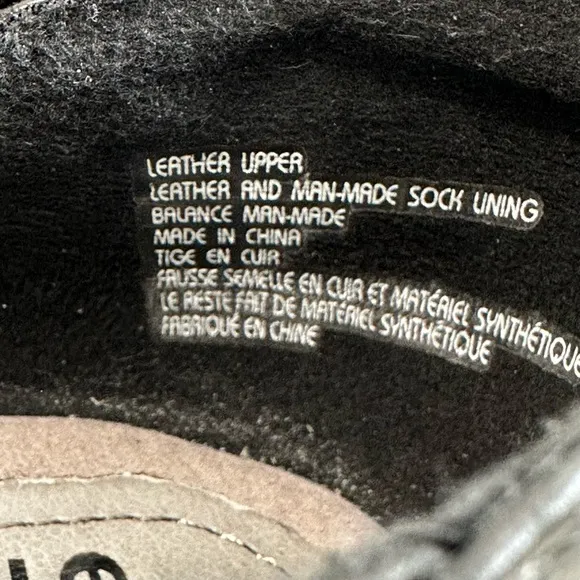 LEATHER UPPER
LEATHER AND MAN-MADE SOCK LINING
BALANCE MAN-MADE
MADE IN CHINA
TIGE EN CUIR
FAUSSE SEMELLE EN CUIR ET MATÉRIEL SYNTHÉTIQUE
LE RESTE FAIT DE MATÉRIEL SYNTHÉTIQUE
FABRIQUÉ EN CHINE